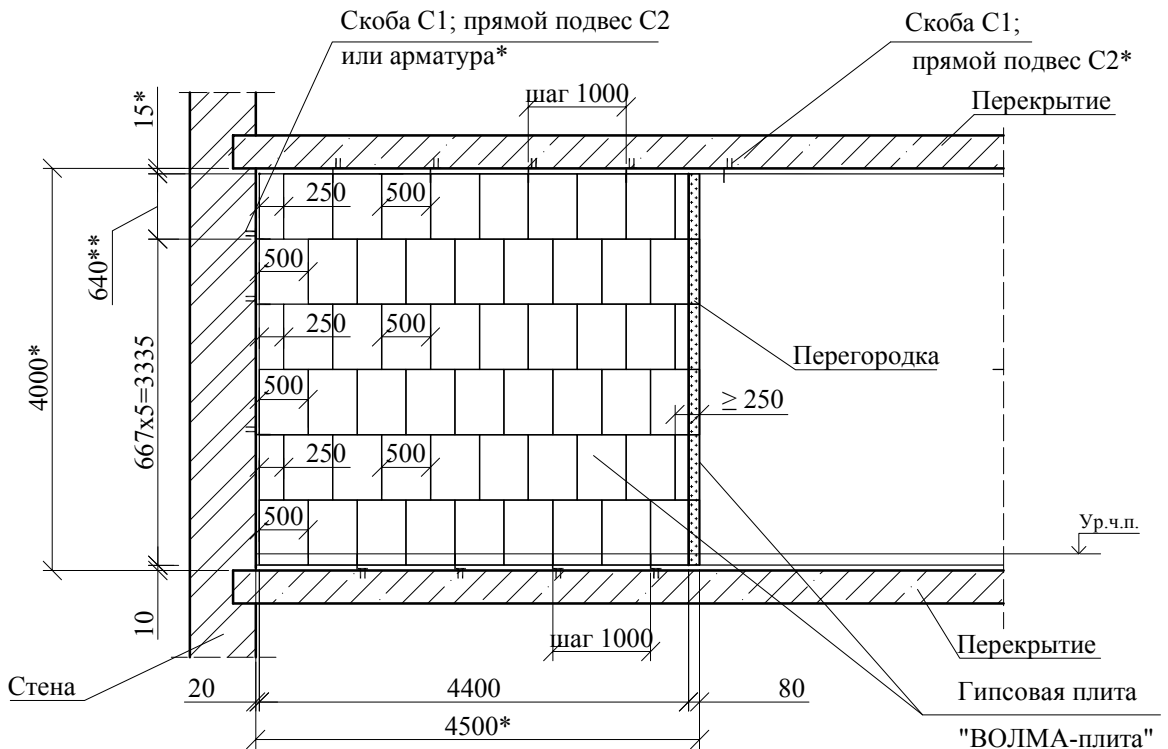 Скоба С1; прямой подвес С2
или арматура*
Скоба С1;
прямой подвес С2*
Перекрытие
шаг 1000
15*
250
500
500
640**
250
500
Перегородка
4000*
667х5=3335
500
≥ 250
250
500
500
Ур.ч.п.
10
шаг 1000
Перекрытие
Стена
20
4400
80
Гипсовая плита
4500*
"ВОЛМА-плита"